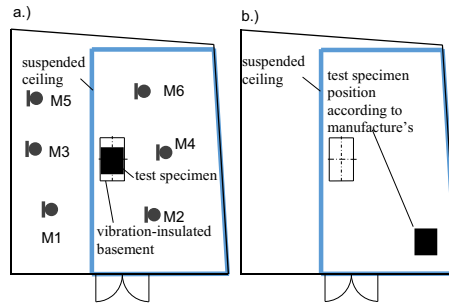 a.)
suspended
ceiling
M5
M6
M3
M4
test specimen
M1
M2
vibration-insulated
basement
b.)
suspended
ceiling
test specimen
position
according to
manufacture's